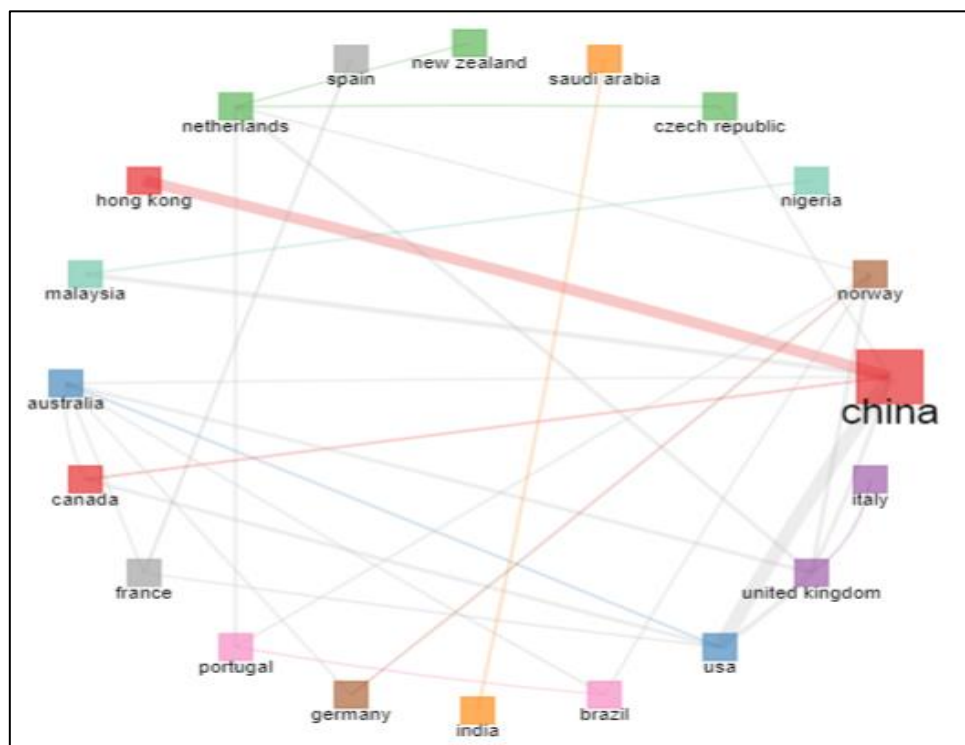 new zealand
spain
saudi arabia
netherlands
czech republic
hong kong
nigeria
malaysia
norway
australia
china
canada
italy
france
united kingdom
portugal
usa
germany
india
brazil